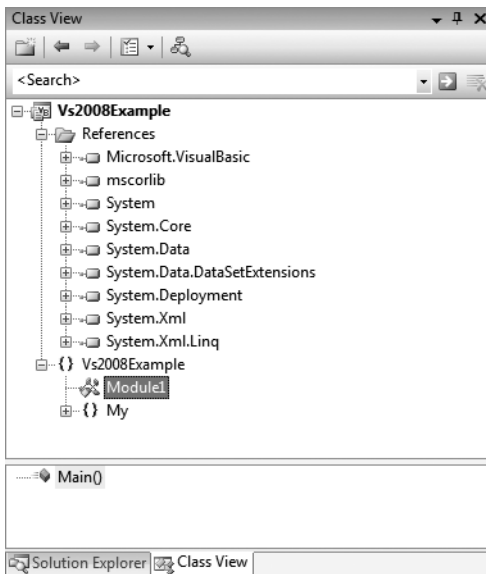 Class View
<Search>
Vs2008Example
References
Microsoft.VisualBasic
mscorlib
System
System.Core
System.Data
System.Data.DataSetExtensions
System.Deployment
System.Xml
System.Xml.Linq
{} Vs2008Example
Module1
{} My
Main()
Solution Explorer Class View